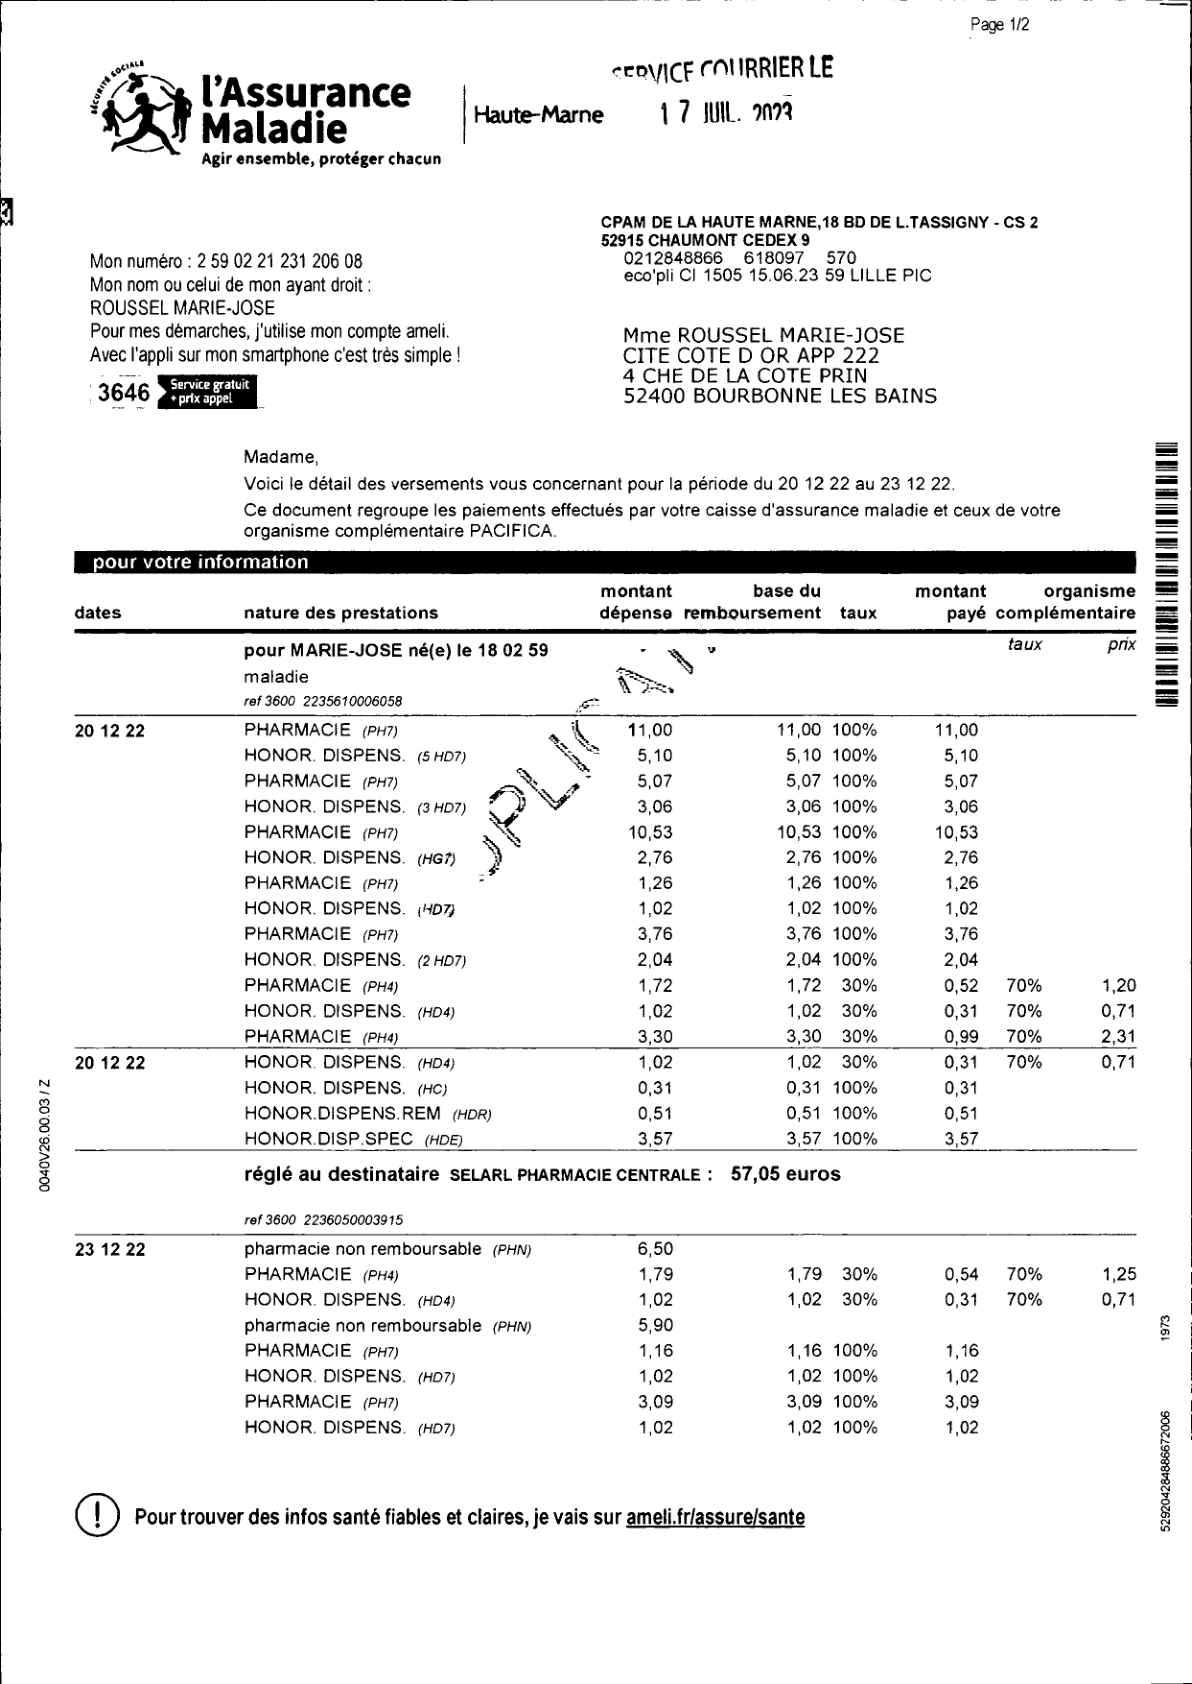 Page 1/2
SÉCURITÉ SOCIALE
l'Assurance
Maladie
Agir ensemble, protéger chacun
Haute-Marne
SERVICE COURRIER LE
17 JUIL. 2023
CPAM DE LA HAUTE MARNE,18 BD DE L.TASSIGNY - CS 2
52915 CHAUMONT CEDEX 9
0212848866 618097 570
eco'pli CI 1505 15.06.23 59 LILLE PIC
Mon numéro : 2 59 02 21 231 206 08
Mon nom ou celui de mon ayant droit :
ROUSSEL MARIE-JOSE
Pour mes démarches, j'utilise mon compte ameli.
Avec l'appli sur mon smartphone c'est très simple !
3646 Service gratuit
+ prix appel
Mme ROUSSEL MARIE-JOSE
CITE COTE D OR APP 222
4 CHE DE LA COTE PRIN
52400 BOURBONNE LES BAINS
Madame,
Voici le détail des versements vous concernant pour la période du 20 12 22 au 23 12 22.
Ce document regroupe les paiements effectués par votre caisse d'assurance maladie et ceux de votre
organisme complémentaire PACIFICA.
pour votre information
montant base du montant organisme
dates nature des prestations dépense remboursement taux payé complémentaire
pour MARIE-JOSE né(e) le 18 02 59 taux prix
maladie
ref 3600 2235610006058
20 12 22 PHARMACIE (PH7) 11,00 11,00 100% 11,00
HONOR. DISPENS. (5 HD7) 5,10 5,10 100% 5,10
PHARMACIE (PH7) 5,07 5,07 100% 5,07
HONOR. DISPENS. (3 HD7) 3,06 3,06 100% 3,06
PHARMACIE (PH7) 10,53 10,53 100% 10,53
HONOR. DISPENS. (HG7) 2,76 2,76 100% 2,76
PHARMACIE (PH7) 1,26 1,26 100% 1,26
HONOR. DISPENS. (HD7) 1,02 1,02 100% 1,02
PHARMACIE (PH7) 3,76 3,76 100% 3,76
HONOR. DISPENS. (2 HD7) 2,04 2,04 100% 2,04
PHARMACIE (PH4) 1,72 1,72 30% 0,52 70% 1,20
HONOR. DISPENS. (HD4) 1,02 1,02 30% 0,31 70% 0,71
PHARMACIE (PH4) 3,30 3,30 30% 0,99 70% 2,31
20 12 22 HONOR. DISPENS. (HD4) 1,02 1,02 30% 0,31 70% 0,71
HONOR. DISPENS. (HC) 0,31 0,31 100% 0,31
HONOR.DISPENS.REM (HDR) 0,51 0,51 100% 0,51
HONOR.DISP.SPEC (HDE) 3,57 3,57 100% 3,57
réglé au destinataire SELARL PHARMACIE CENTRALE : 57,05 euros
ref 3600 2236050003915
23 12 22 pharmacie non remboursable (PHN) 6,50
PHARMACIE (PH4) 1,79 1,79 30% 0,54 70% 1,25
HONOR. DISPENS. (HD4) 1,02 1,02 30% 0,31 70% 0,71
pharmacie non remboursable (PHN) 5,90
PHARMACIE (PH7) 1,16 1,16 100% 1,16
HONOR. DISPENS. (HD7) 1,02 1,02 100% 1,02
PHARMACIE (PH7) 3,09 3,09 100% 3,09
HONOR. DISPENS. (HD7) 1,02 1,02 100% 1,02
! Pour trouver des infos santé fiables et claires, je vais sur ameli.fr/assure/sante
0040V26.00.03 / Z
1973